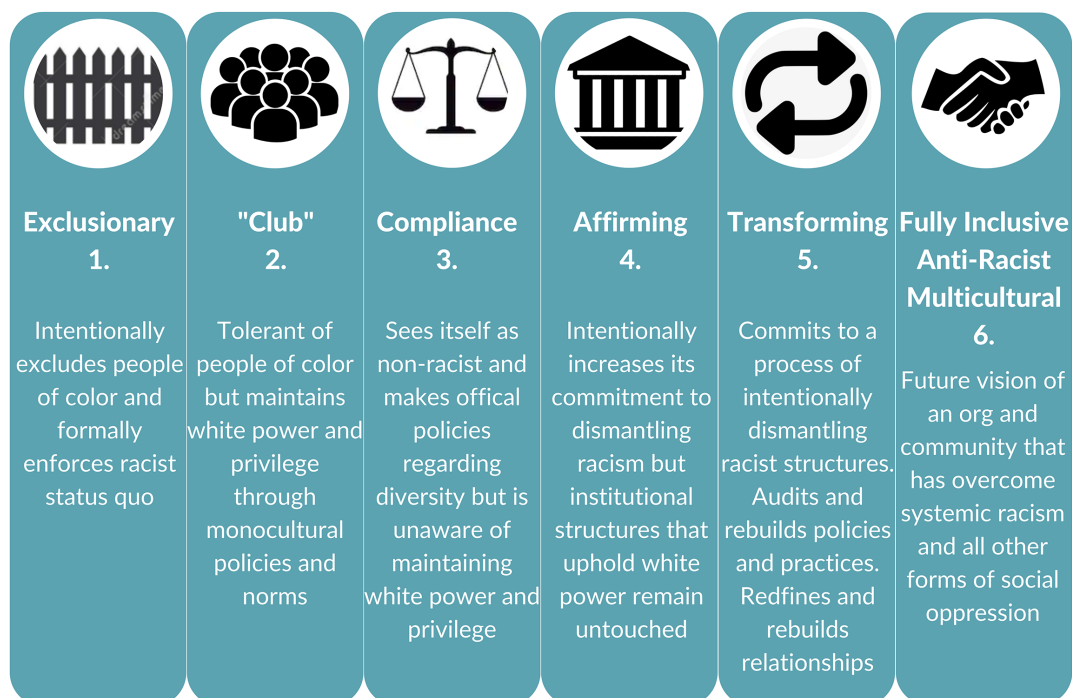 Exclusionary
1.
Intentionally
excludes people
of color and
formally
enforces racist
status quo
"Club"
2.
Tolerant of
people of color
but maintains
white power and
privilege
through
monocultural
policies and
norms
Compliance
3.
Sees itself as
non-racist and
makes offical
policies
regarding
diversity but is
unaware of
maintaining
white power and
privilege
Affirming
4.
Intentionally
increases its
commitment to
dismantling
racism but
institutional
structures that
uphold white
power remain
untouched
Transforming
5.
Commits to a
process of
intentionally
dismantling
racist structures.
Audits and
rebuilds policies
and practices.
Redfines and
rebuilds
relationships
Fully Inclusive
Anti-Racist
Multicultural
6.
Future vision of
an org and
community that
has overcome
systemic racism
and all other
forms of social
oppression